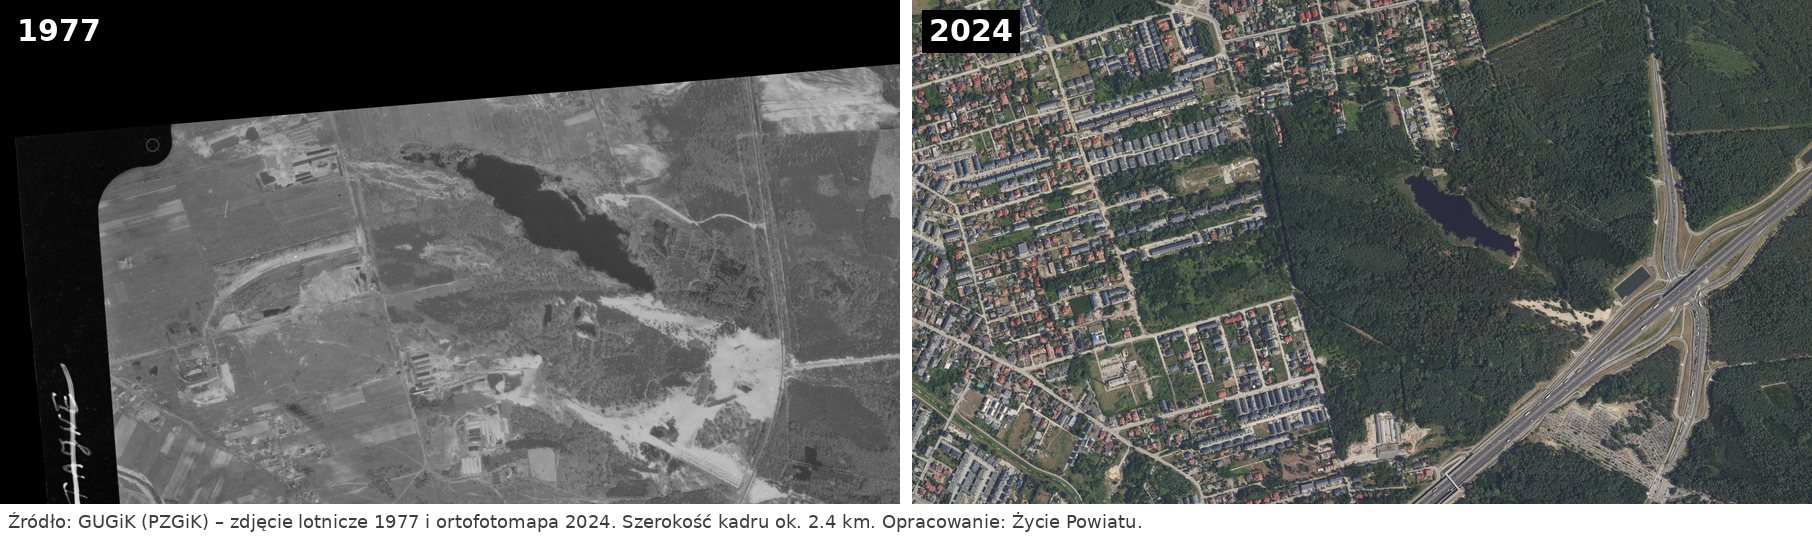 1977
2024
Źródło: GUGiK (PZGiK) – zdjęcie lotnicze 1977 i ortofotomapa 2024. Szerokość kadru ok. 2.4 km. Opracowanie: Życie Powiatu.